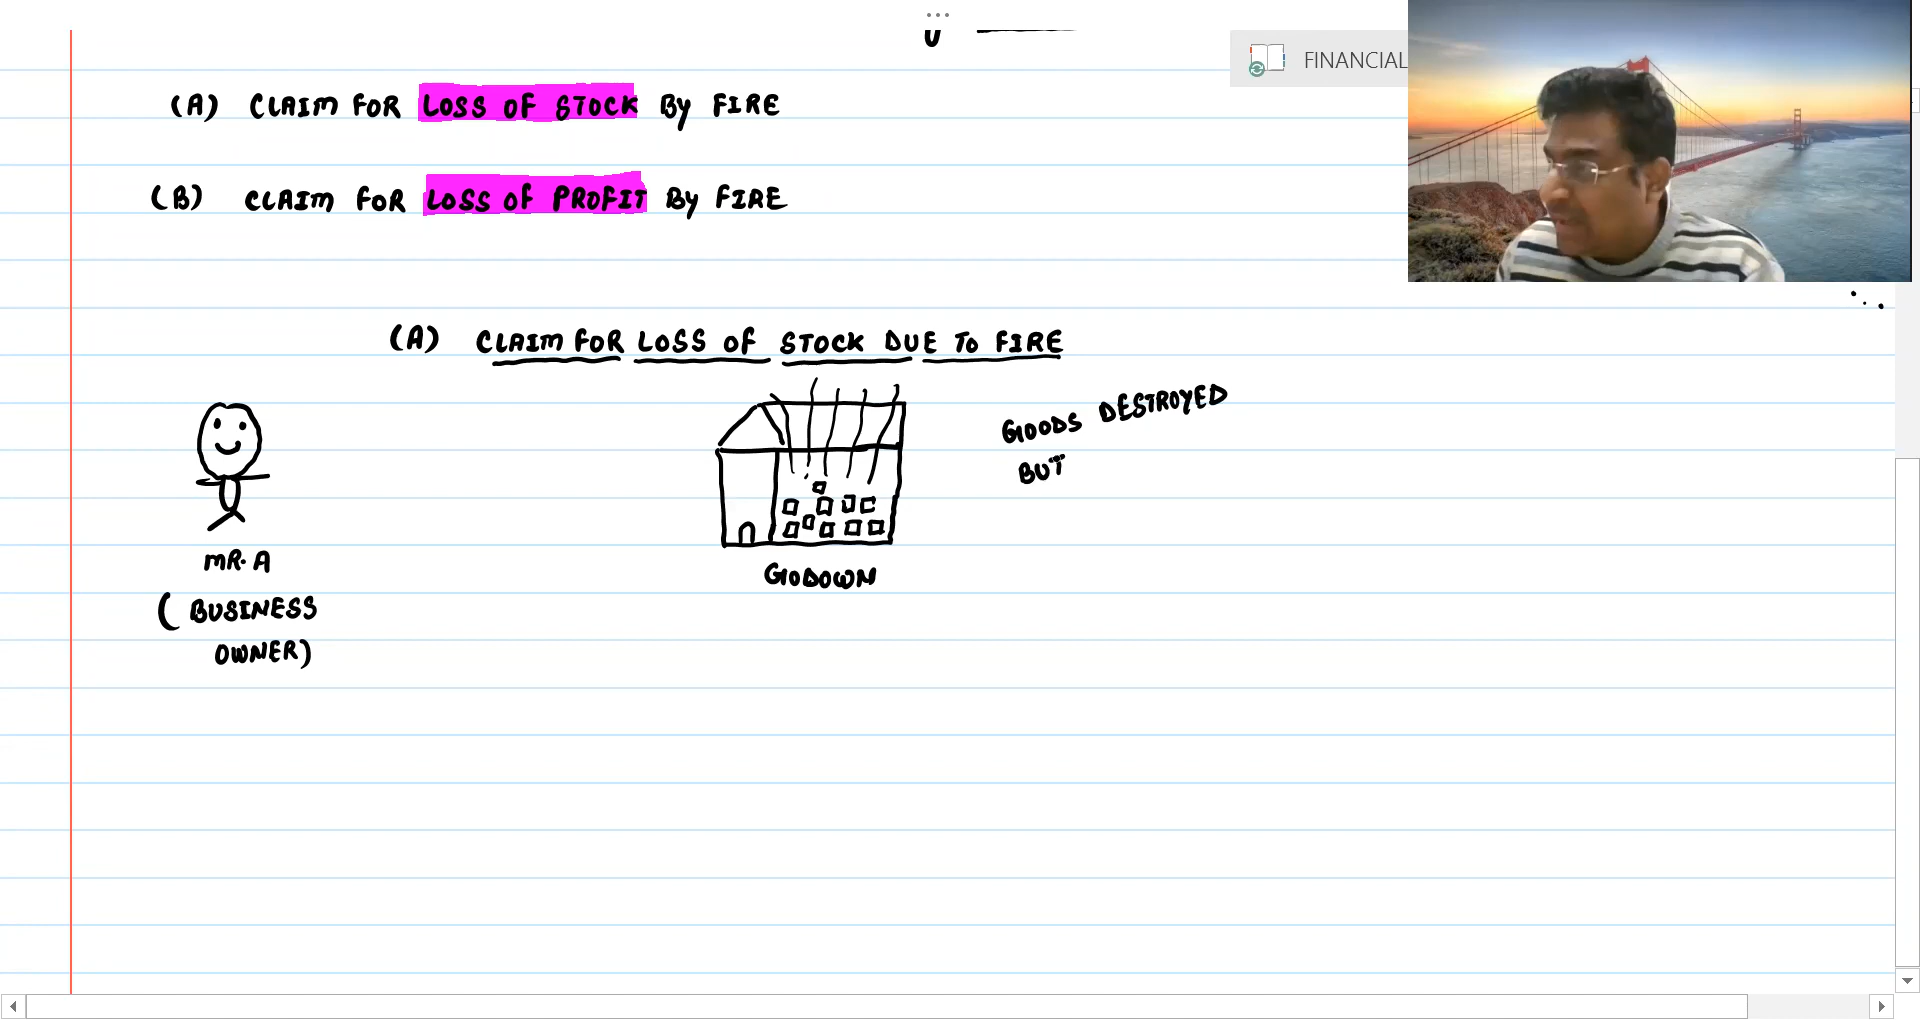 FINANCIAL
(A) CLAIM FOR LOSS OF STOCK By FIRE
(B) CLAIM FOR LOSS OF PROFIT By FIRE
(A) CLAIM FOR LOSS OF STOCK DUE TO FIRE
GOODS DESTROYED
BUT
MR. A
(BUSINESS
OWNER)
GODOWN